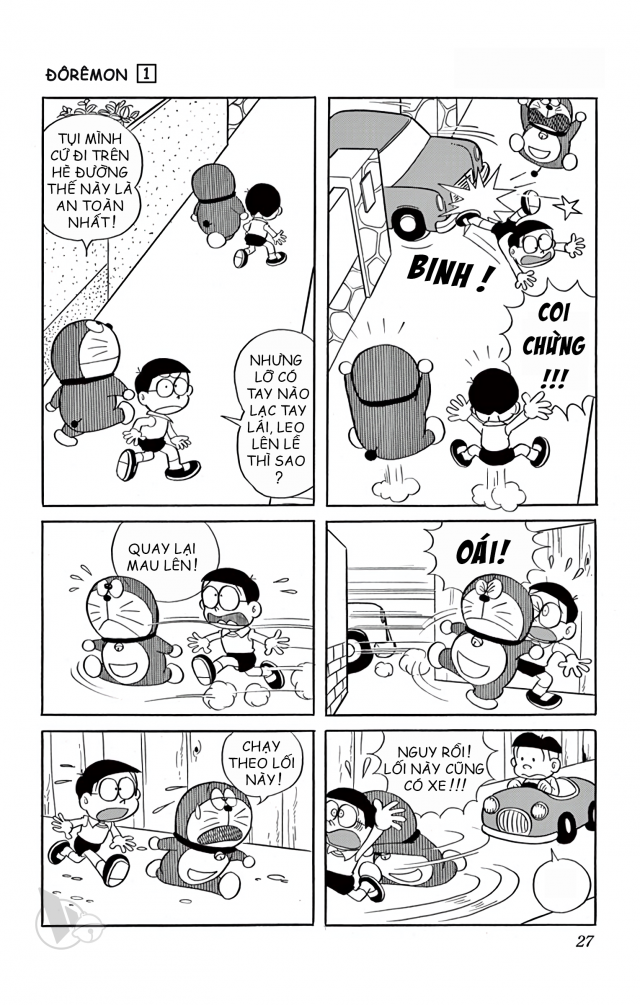 ĐÔRÊMON 1
TỤI MÌNH
CỨ ĐI TRÊN
HÈ ĐƯỜNG
THẾ NÀY LÀ
AN TOÀN
NHẤT!
NHƯNG
LỠ CÓ
TAY NÀO
LẠC TAY
LÁI, LEO
LÊN LỀ
THÌ SAO
?
BINH !
COI
CHỪNG
!!!
QUAY LẠI
MAU LÊN!
OÁI!
CHẠY
THEO LỐI
NÀY!
NGUY RỒI!
LỐI NÀY CŨNG
CÓ XE!!!
27